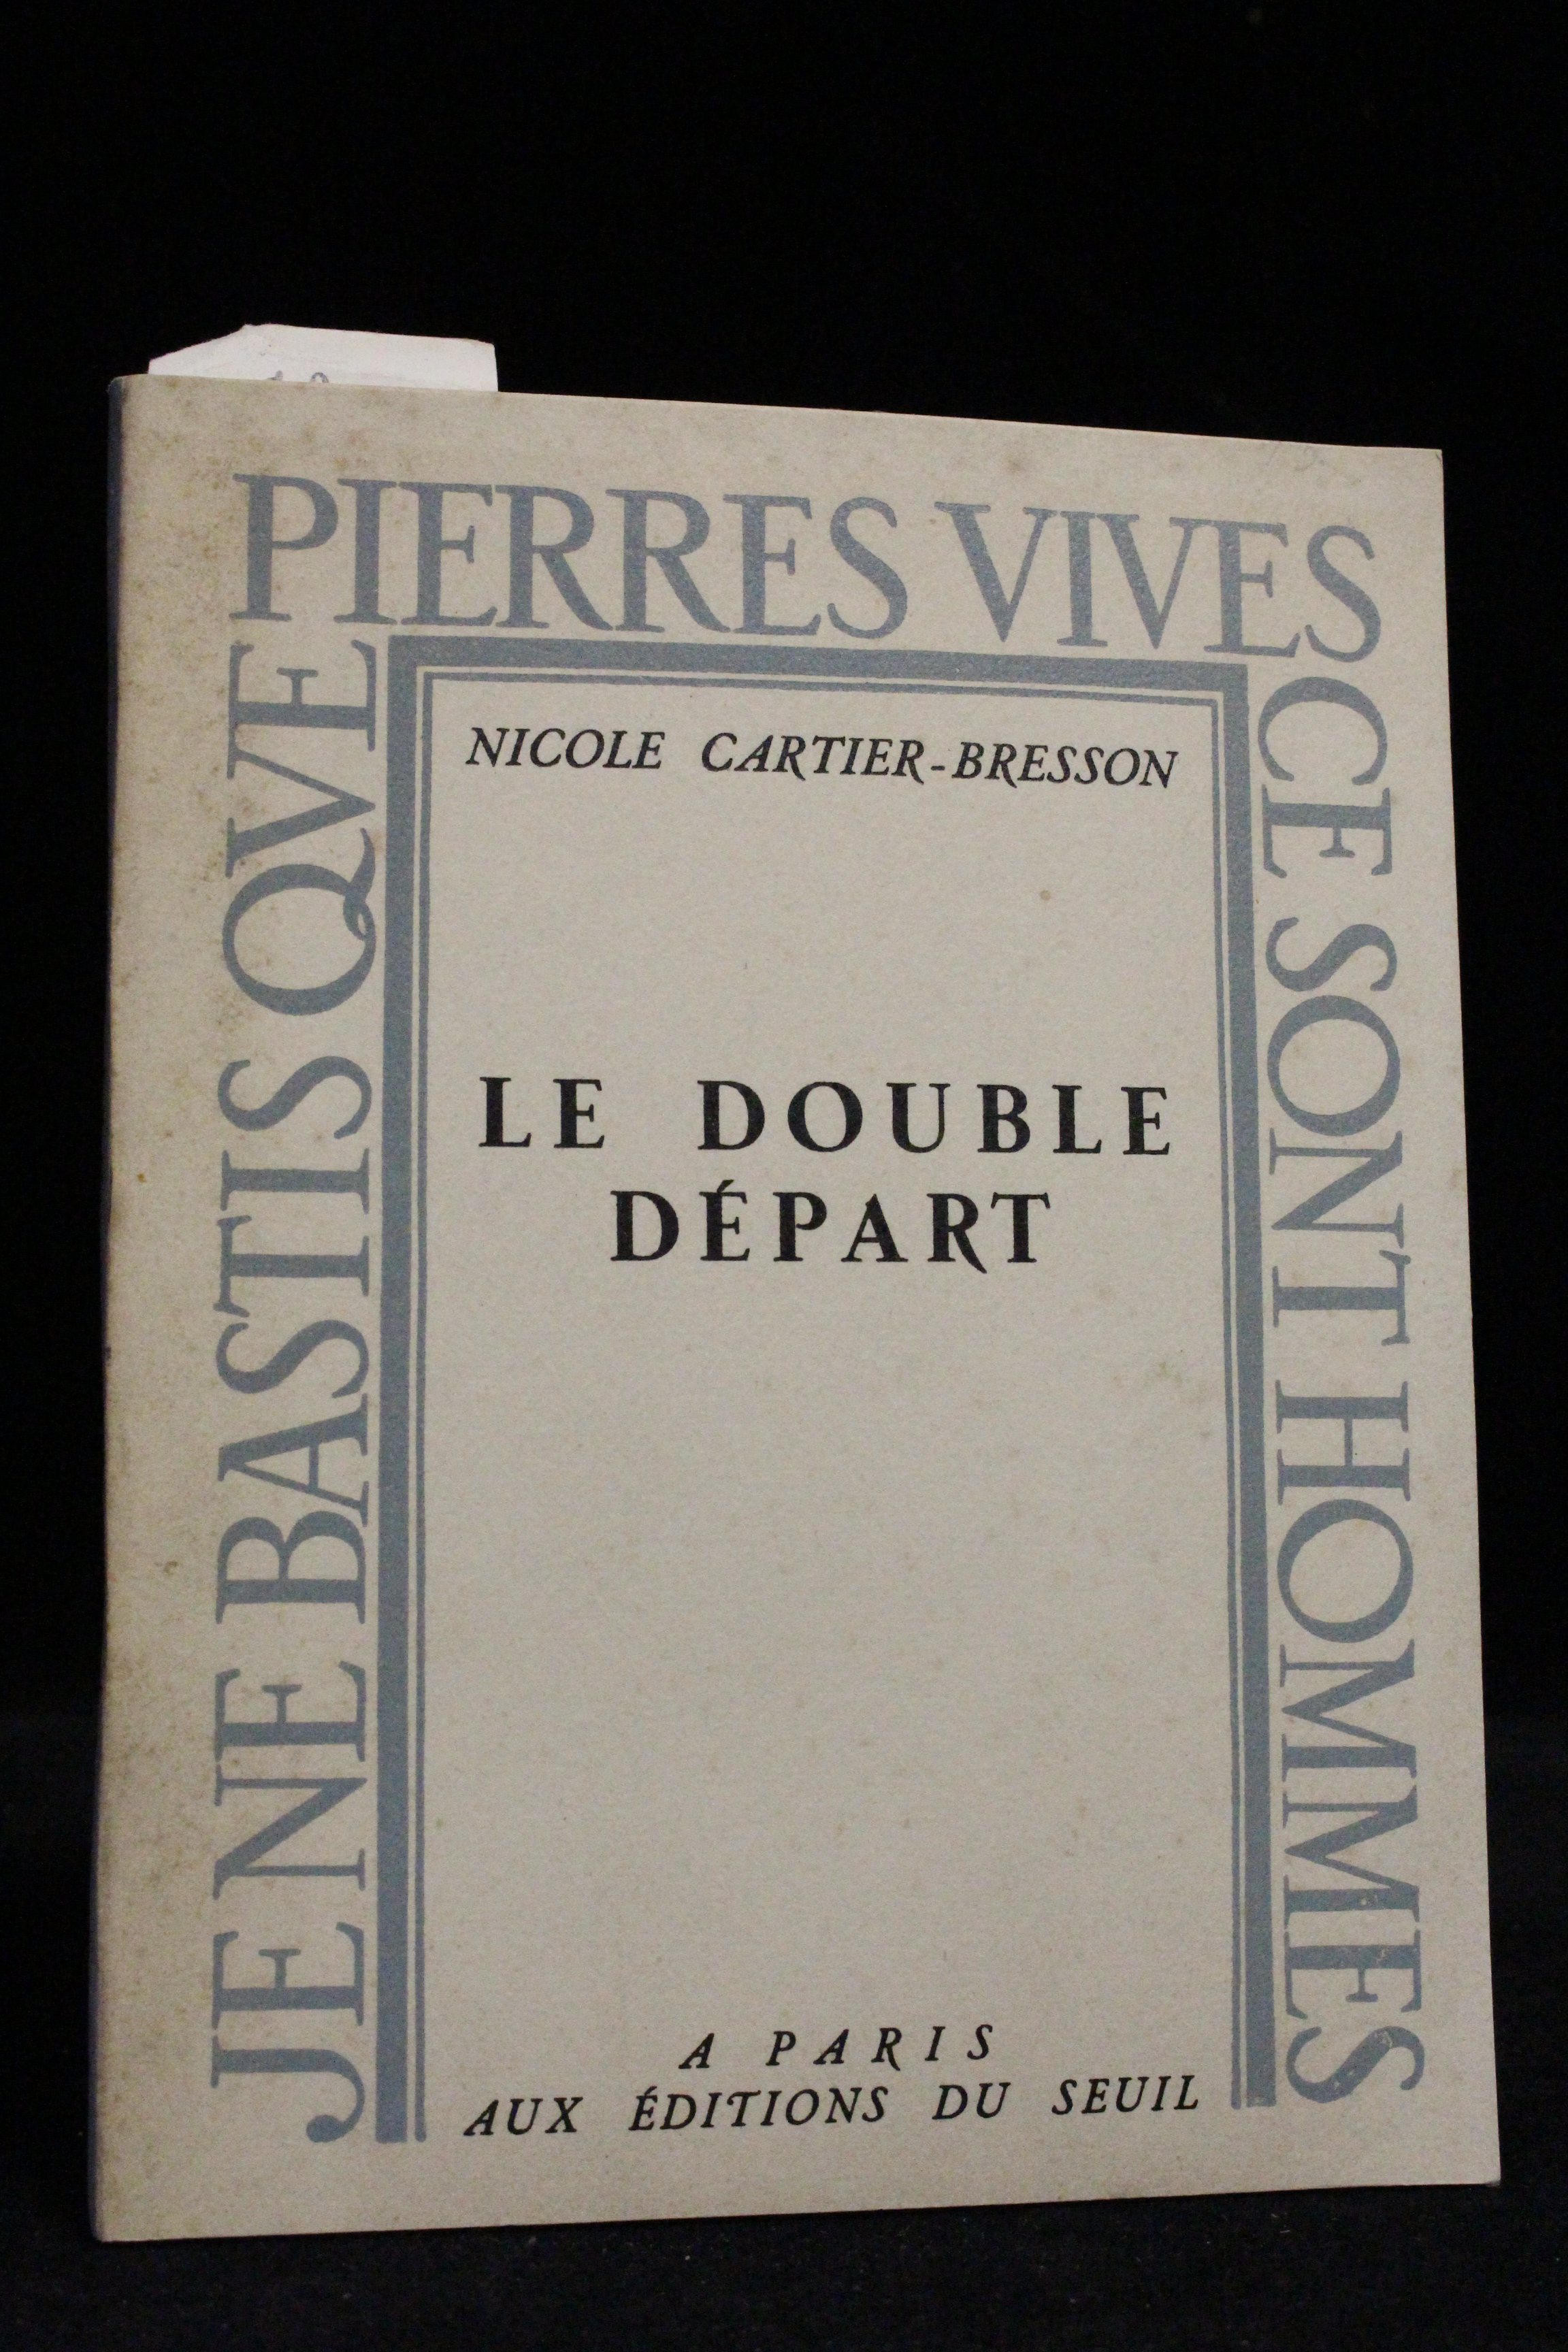 JE NE BASTIS QVE
PIERRES VIVES
CE SONT HOMMES
NICOLE CARTIER-BRESSON
LE DOUBLE
DÉPART
A PARIS
AUX ÉDITIONS DU SEUIL